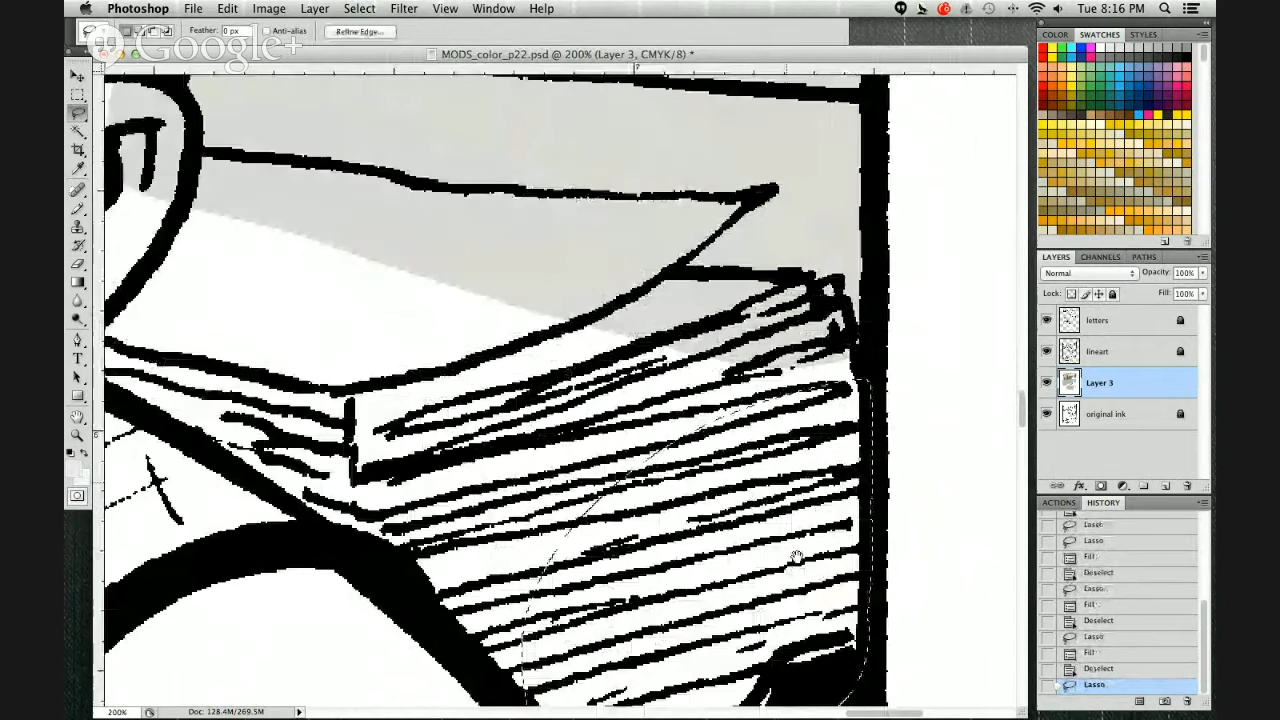 Photoshop File Edit Image Layer Select Filter View Window Help Tue 8:16 PM
Feather: 0 px Anti-alias Refine Edge...
Google+
MODS_color_p22.psd @ 200% (Layer 3, CMYK/8) *
7
6
COLOR SWATCHES STYLES
LAYERS CHANNELS PATHS
Normal Opacity: 100%
Lock: Fill: 100%
letters
lineart
Layer 3
original ink
fx
ACTIONS HISTORY
Lasso
Lasso
Fill
Deselect
Lasso
Fill
Deselect
Lasso
Fill
Deselect
Lasso
200% Doc: 128.4M/269.5M